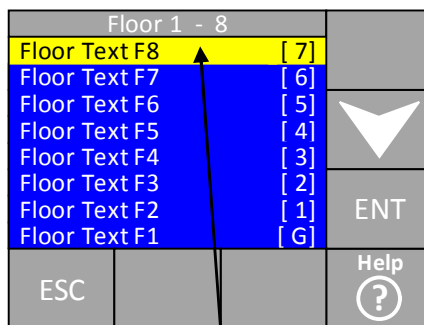 Floor 1 - 8
Floor Text F8 [ 7]
Floor Text F7 [ 6]
Floor Text F6 [ 5]
Floor Text F5 [ 4]
Floor Text F4 [ 3]
Floor Text F3 [ 2]
Floor Text F2 [ 1]
Floor Text F1 [ G]
ENT
ESC
Help
?